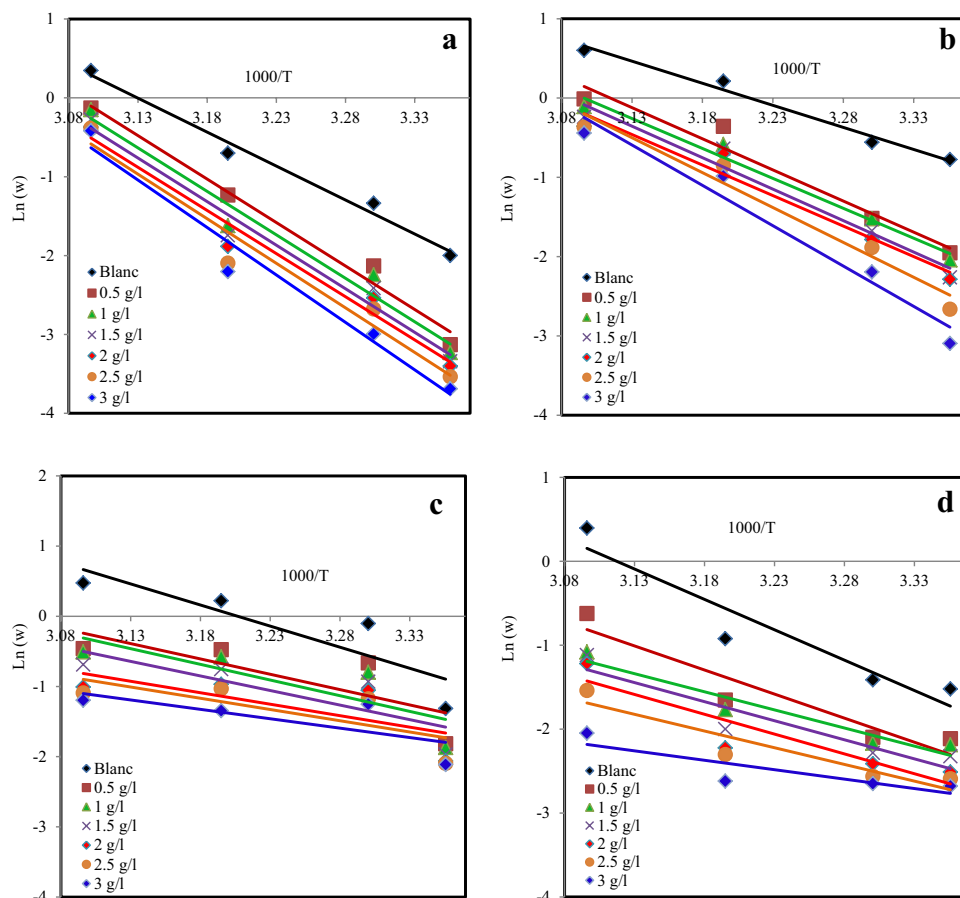 a
1
0
-1
-2
-3
-4
Ln (w)
1000/T
3.08 3.13 3.18 3.23 3.28 3.33
Blanc
0.5 g/l
1 g/l
1.5 g/l
2 g/l
2.5 g/l
3 g/l
b
1
0
-1
-2
-3
-4
Ln (w)
1000/T
3.08 3.13 3.18 3.23 3.28 3.33
Blanc
0.5 g/l
1 g/l
1.5 g/l
2 g/l
2.5 g/l
3 g/l
c
2
1
0
-1
-2
-3
-4
Ln (w)
1000/T
3.08 3.13 3.18 3.23 3.28 3.33
Blanc
0.5 g/l
1 g/l
1.5 g/l
2 g/l
2.5 g/l
3 g/l
d
1
0
-1
-2
-3
-4
Ln (w)
1000/T
3.08 3.13 3.18 3.23 3.28 3.33
Blanc
0.5 g/l
1 g/l
1.5 g/l
2 g/l
2.5 g/l
3 g/l